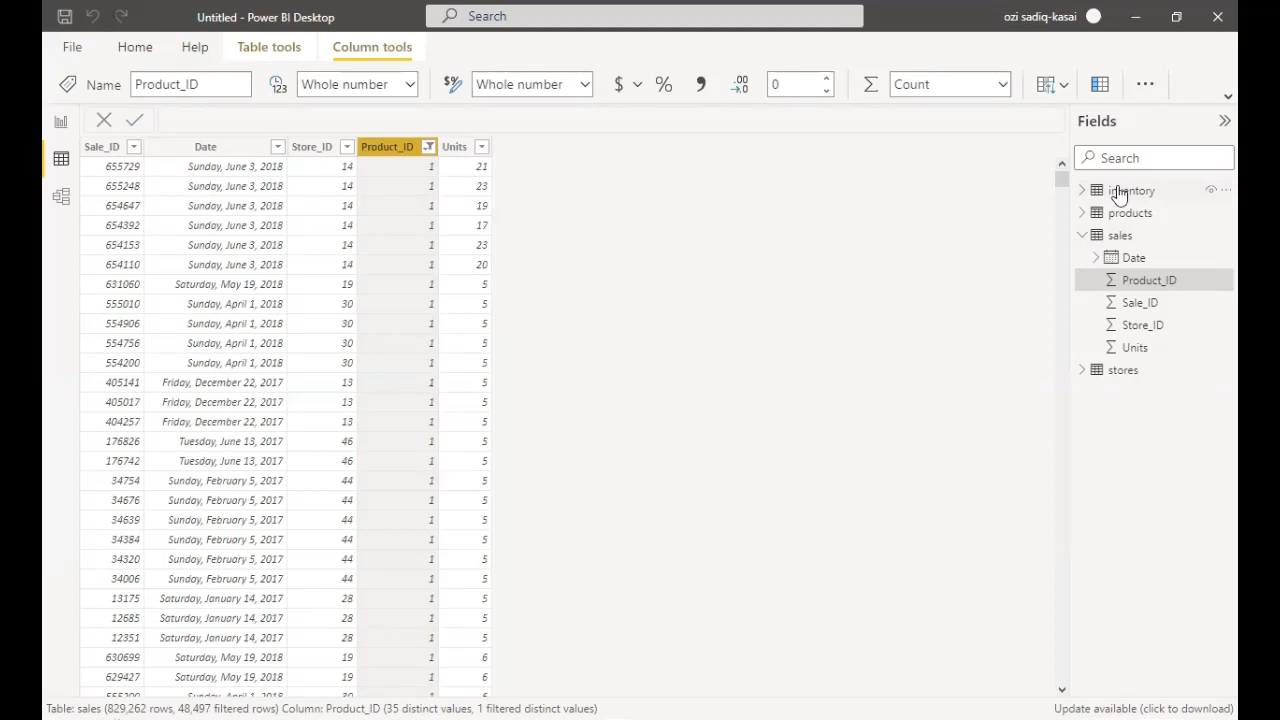 Untitled - Power BI Desktop
Search
ozi sadiq-kasai
File Home Help Table tools Column tools
Name Product_ID Whole number Whole number $ % 0 Count
Fields
Sale_ID Date Store_ID Product_ID Units
Search
655729 Sunday, June 3, 2018 14 1 21
655248 Sunday, June 3, 2018 14 1 23
inventory
654647 Sunday, June 3, 2018 14 1 19
products
654392 Sunday, June 3, 2018 14 1 17
sales
654153 Sunday, June 3, 2018 14 1 23
Date
654110 Sunday, June 3, 2018 14 1 20
Product_ID
631060 Saturday, May 19, 2018 19 1 5
Sale_ID
555010 Sunday, April 1, 2018 30 1 5
Store_ID
554906 Sunday, April 1, 2018 30 1 5
554756 Sunday, April 1, 2018 30 1 5
Units
554200 Sunday, April 1, 2018 30 1 5
stores
405141 Friday, December 22, 2017 13 1 5
405017 Friday, December 22, 2017 13 1 5
404257 Friday, December 22, 2017 13 1 5
176826 Tuesday, June 13, 2017 46 1 5
176742 Tuesday, June 13, 2017 46 1 5
34754 Sunday, February 5, 2017 44 1 5
34676 Sunday, February 5, 2017 44 1 5
34639 Sunday, February 5, 2017 44 1 5
34384 Sunday, February 5, 2017 44 1 5
34320 Sunday, February 5, 2017 44 1 5
34006 Sunday, February 5, 2017 44 1 5
13175 Saturday, January 14, 2017 28 1 5
12685 Saturday, January 14, 2017 28 1 5
12351 Saturday, January 14, 2017 28 1 5
630699 Saturday, May 19, 2018 19 1 6
629427 Saturday, May 19, 2018 19 1 6
555200 Sunday, April 1, 2018 30 1 6
Table: sales (829,262 rows, 48,497 filtered rows) Column: Product_ID (35 distinct values, 1 filtered distinct values)
Update available (click to download)